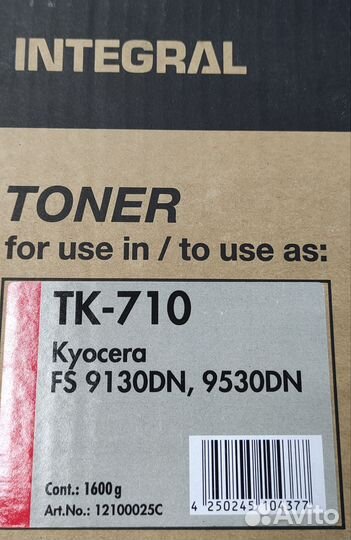 INTEGRAL
TONER
for use in / to use as:
TK-710
Kyocera
FS 9130DN, 9530DN
Cont.: 1600g
Art.No.: 12100025C
4 250245 104377
Avito